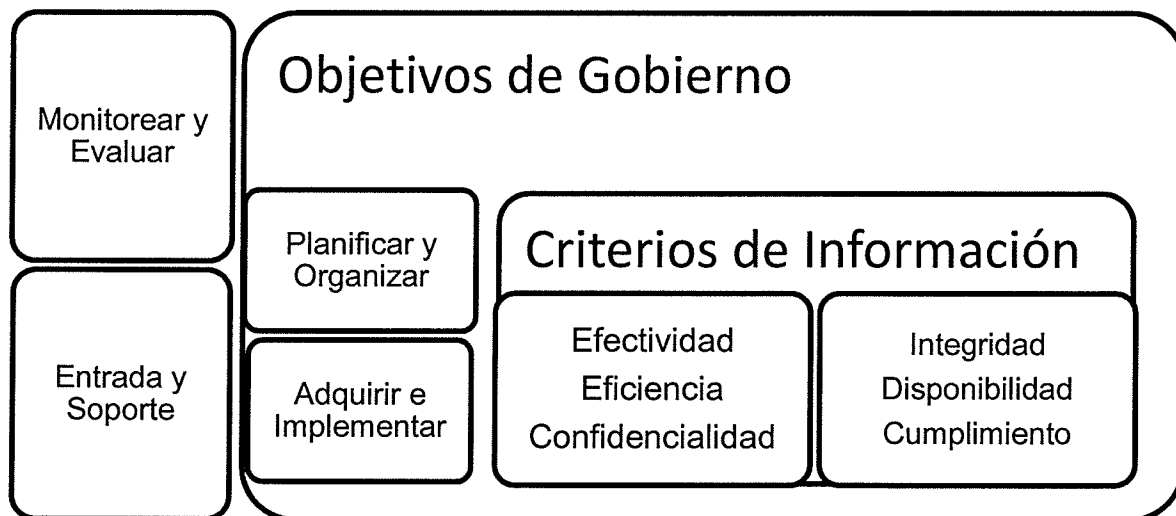 Monitorear y
Evaluar
Entrada y
Soporte
Objetivos de Gobierno
Planificar y
Organizar
Adquirir e
Implementar
Criterios de Información
Efectividad
Eficiencia
Confidencialidad
Integridad
Disponibilidad
Cumplimiento